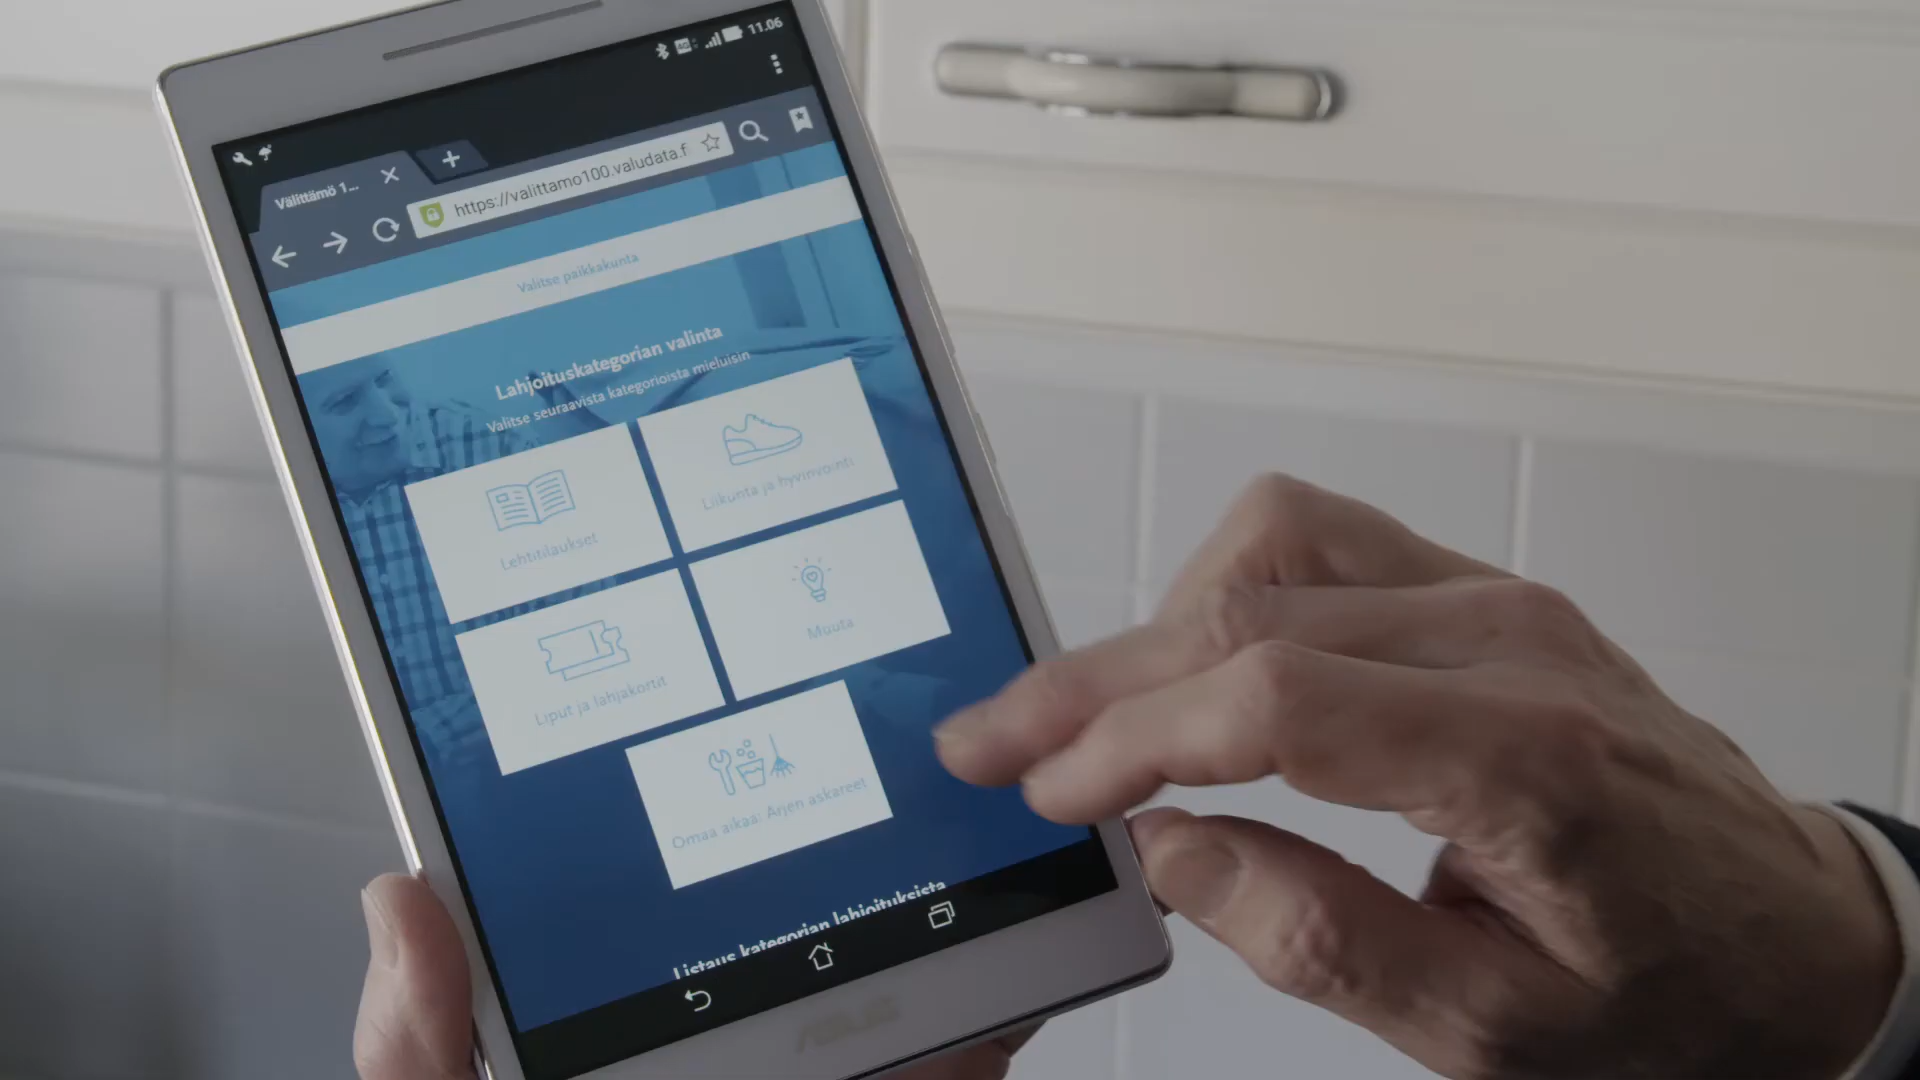 11.06
Välittämö 1...
https://valittamo100.valudata.f
Valitse paikkakunta
Lahjoituskategorian valinta
Valitse seuraavista kategorioista mieluisin
Lehtitilaukset
Liikunta ja hyvinvointi
Liput ja lahjakortit
Muuta
Omaa aikaa: Arjen askareet
Listaus kategorian lahjoituksista
ASUS